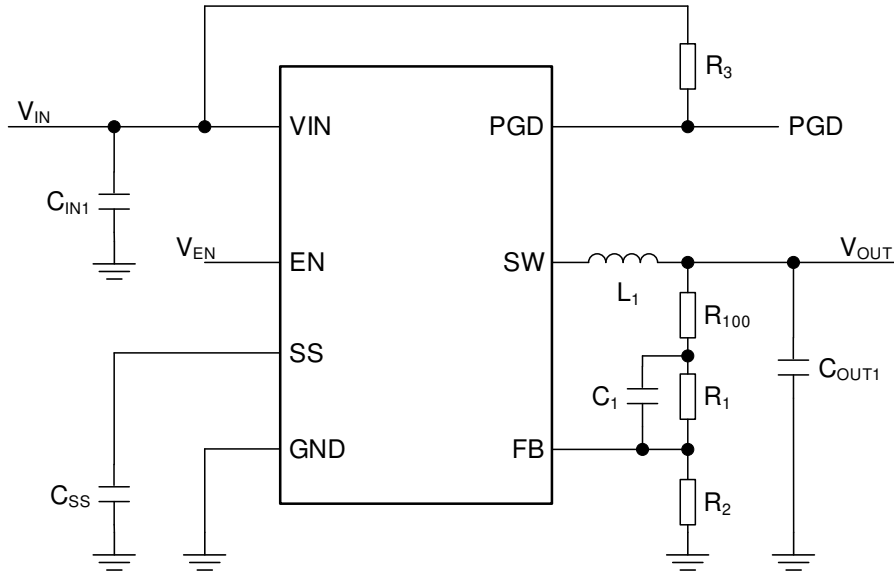 R3
VIN
VIN
PGD
PGD
CIN1
VEN
EN
SW
VOUT
L1
R100
SS
C1
R1
COUT1
GND
FB
CSS
R2